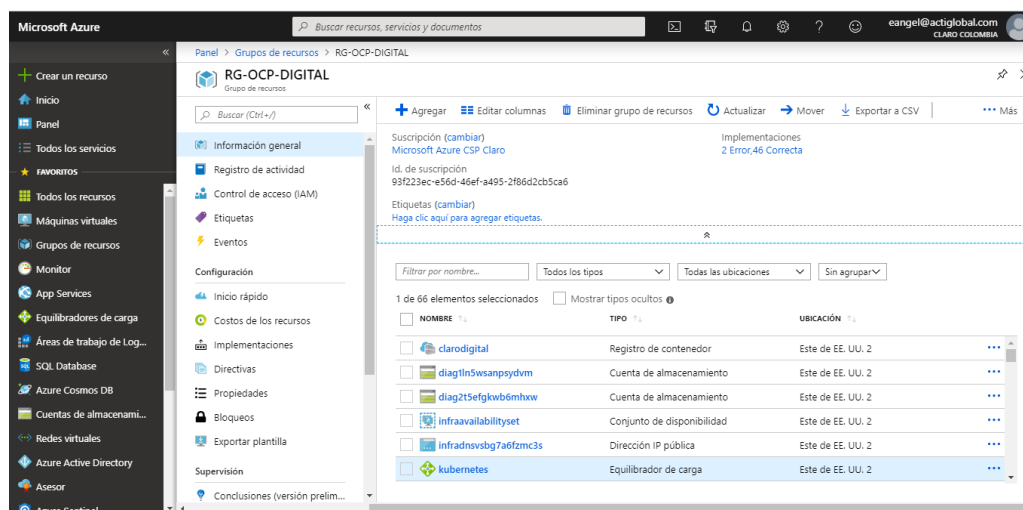 Microsoft Azure
Buscar recursos, servicios y documentos
eangel@actiglobal.com
CLARO COLOMBIA
Crear un recurso
Inicio
Panel
Todos los servicios
FAVORITOS
Todos los recursos
Máquinas virtuales
Grupos de recursos
Monitor
App Services
Equilibradores de carga
Áreas de trabajo de Log...
SQL Database
Azure Cosmos DB
Cuentas de almacenami...
Redes virtuales
Azure Active Directory
Asesor
Azure Sentinel
Panel > Grupos de recursos > RG-OCP-DIGITAL
RG-OCP-DIGITAL
Grupo de recursos
Buscar (Ctrl+/)
Información general
Registro de actividad
Control de acceso (IAM)
Etiquetas
Eventos
Configuración
Inicio rápido
Costos de los recursos
Implementaciones
Directivas
Propiedades
Bloqueos
Exportar plantilla
Supervisión
Conclusiones (versión prelim...
Agregar Editar columnas Eliminar grupo de recursos Actualizar Mover Exportar a CSV Más
Suscripción (cambiar)
Microsoft Azure CSP Claro
Implementaciones
2 Error,46 Correcta
Id. de suscripción
93f223ec-e56d-46ef-a495-2f86d2cb5ca6
Etiquetas (cambiar)
Haga clic aquí para agregar etiquetas.
Filtrar por nombre... Todos los tipos Todas las ubicaciones Sin agrupar
1 de 66 elementos seleccionados Mostrar tipos ocultos
NOMBRE TIPO UBICACIÓN
clarodigital Registro de contenedor Este de EE. UU. 2
diag1ln5wsanpsydvm Cuenta de almacenamiento Este de EE. UU. 2
diag2t5efgkwb6mhxw Cuenta de almacenamiento Este de EE. UU. 2
infraavailabilityset Conjunto de disponibilidad Este de EE. UU. 2
infradnsvsbg7a6fzmc3s Dirección IP pública Este de EE. UU. 2
kubernetes Equilibrador de carga Este de EE. UU. 2